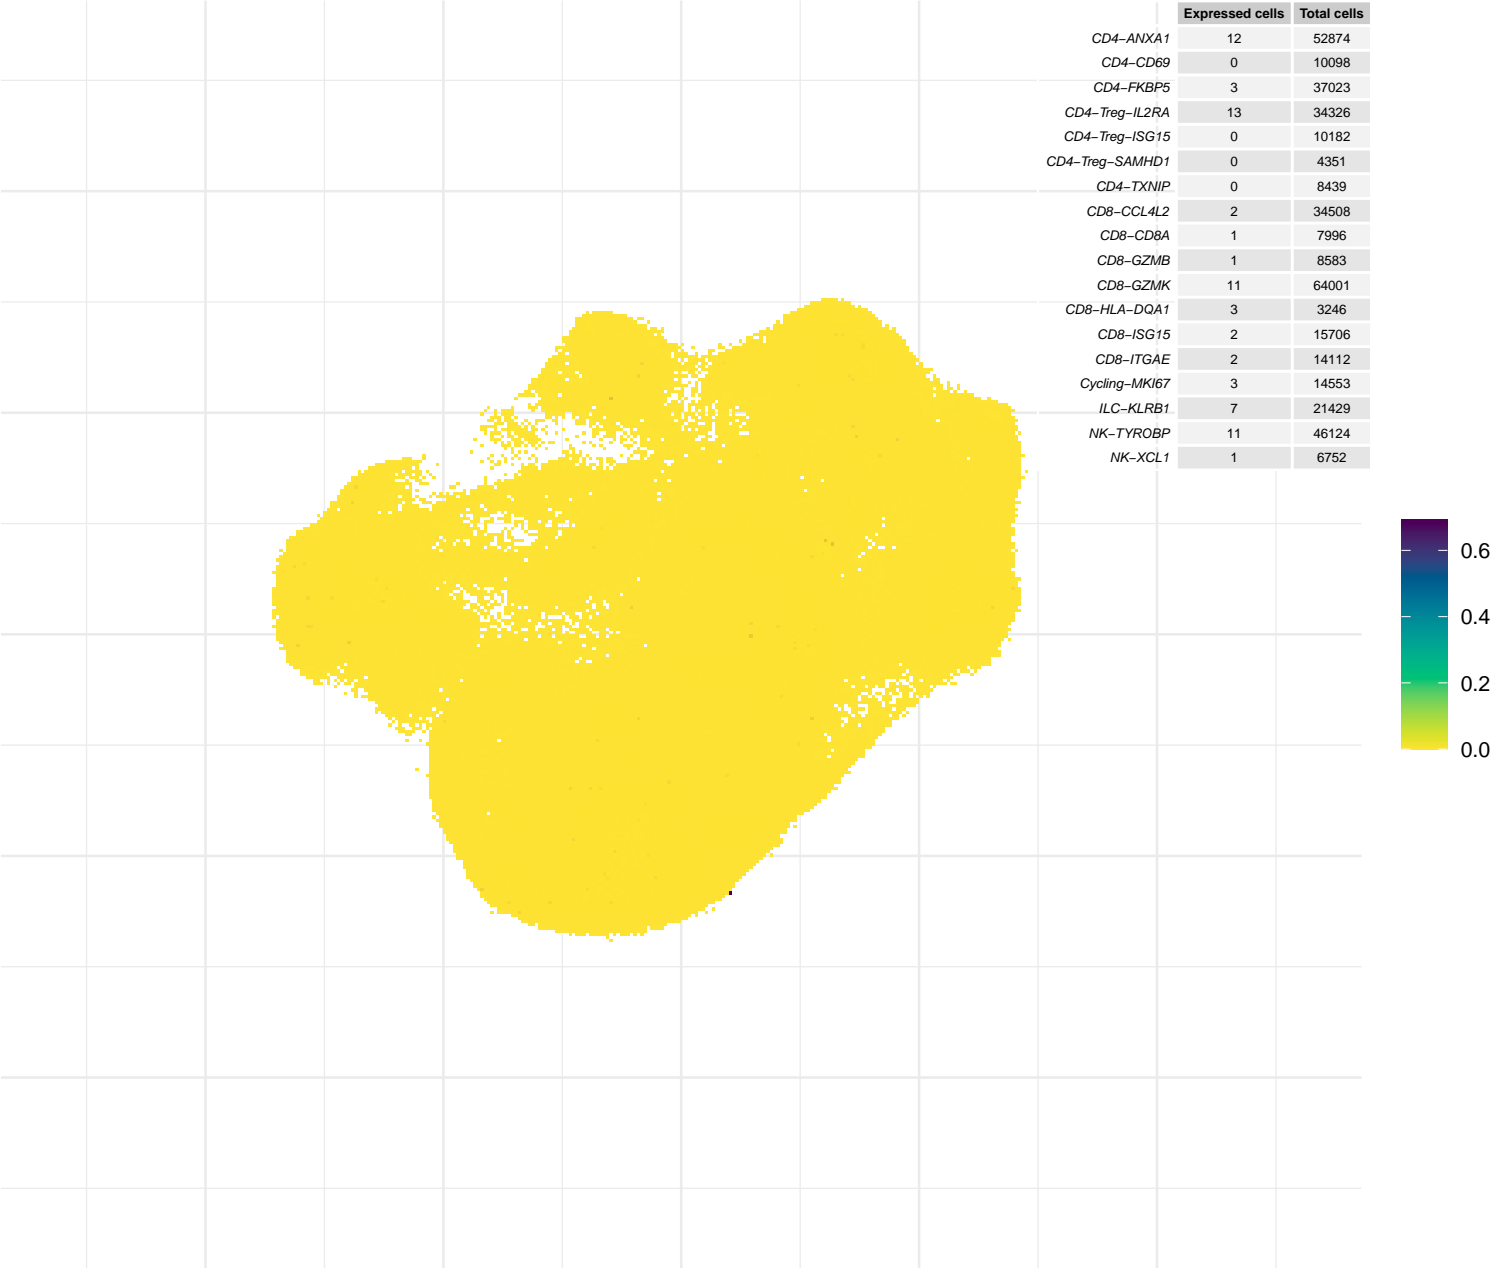 Expressed cells Total cells
CD4−ANXA1 12 52874
CD4−CD69 0 10098
CD4−FKBP5 3 37023
CD4−Treg−IL2RA 13 34326
CD4−Treg−ISG15 0 10182
CD4−Treg−SAMHD1 0 4351
CD4−TXNIP 0 8439
CD8−CCL4L2 2 34508
CD8−CD8A 1 7996
CD8−GZMB 1 8583
CD8−GZMK 11 64001
CD8−HLA−DQA1 3 3246
CD8−ISG15 2 15706
CD8−ITGAE 2 14112
Cycling−MKI67 3 14553
ILC−KLRB1 7 21429
NK−TYROBP 11 46124
NK−XCL1 1 6752
0.6
0.4
0.2
0.0